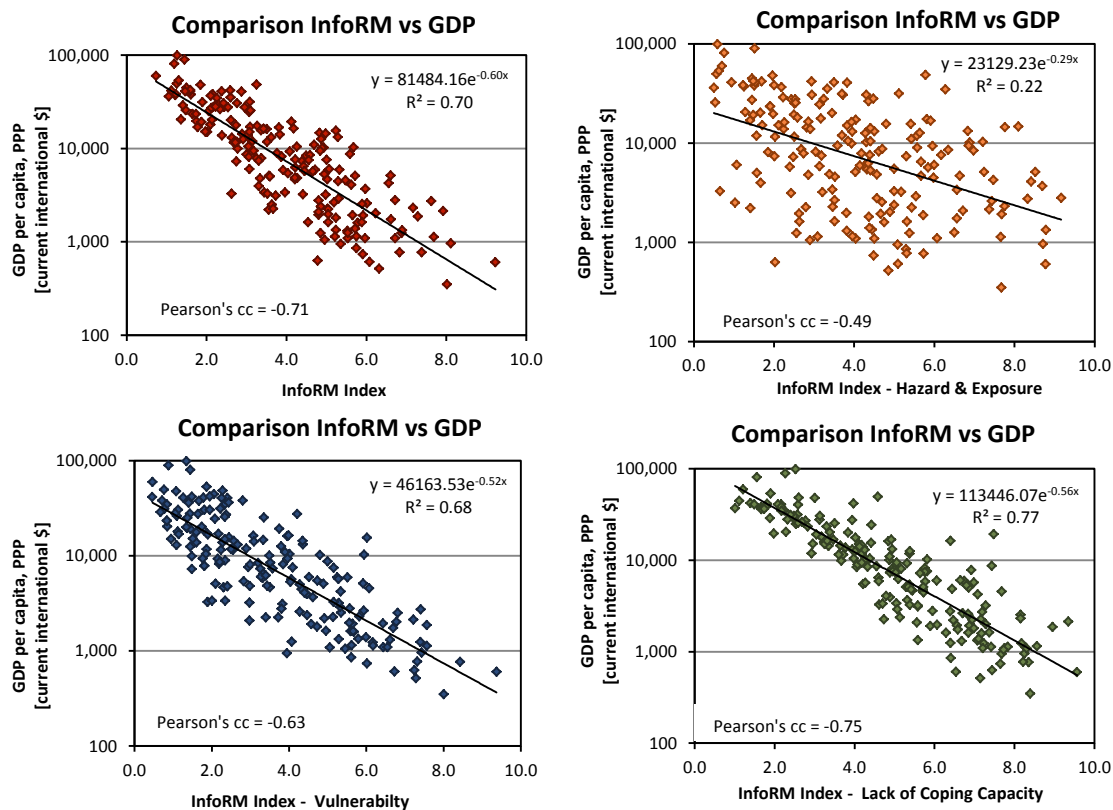 Comparison InfoRM vs GDP
100,000
10,000
1,000
100
GDP per capita, PPP
[current international $]
y = 81484.16e^-0.60x
R² = 0.70
Pearson's cc = -0.71
0.0 2.0 4.0 6.0 8.0 10.0
InfoRM Index
Comparison InfoRM vs GDP
100,000
10,000
1,000
100
GDP per capita, PPP
[current international $]
y = 23129.23e^-0.29x
R² = 0.22
Pearson's cc = -0.49
0.0 2.0 4.0 6.0 8.0 10.0
InfoRM Index - Hazard & Exposure
Comparison InfoRM vs GDP
100,000
10,000
1,000
100
GDP per capita, PPP
[current international $]
y = 46163.53e^-0.52x
R² = 0.68
Pearson's cc = -0.63
0.0 2.0 4.0 6.0 8.0 10.0
InfoRM Index - Vulnerabilty
Comparison InfoRM vs GDP
100,000
10,000
1,000
100
GDP per capita, PPP
[current international $]
y = 113446.07e^-0.56x
R² = 0.77
Pearson's cc = -0.75
0.0 2.0 4.0 6.0 8.0 10.0
InfoRM Index - Lack of Coping Capacity